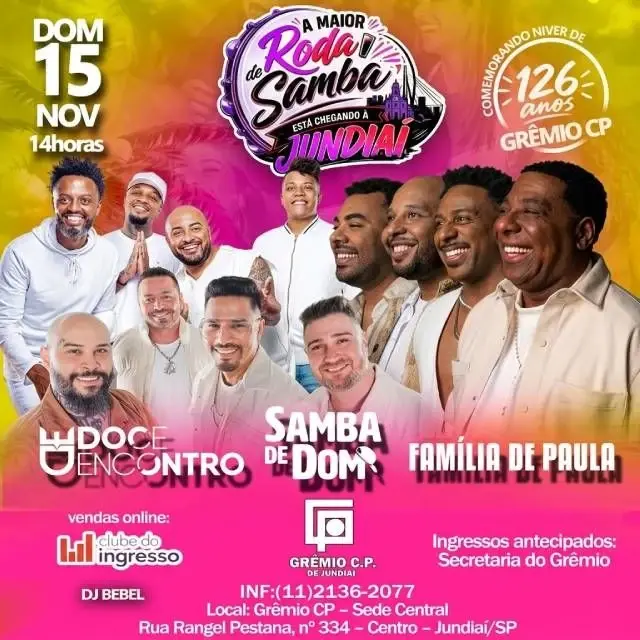 DOM
15
NOV
14horas
A MAIOR
Roda
de Samba
ESTÁ CHEGANDO À
JUNDIAÍ
COMEMORANDO NIVER DE
126
anos
GRÊMIO CP
DOCE
ENCONTRO
SAMBA
DE DOM
FAMÍLIA DE PAULA
vendas online:
clube do
ingresso
DJ BEBEL
GRÊMIO C.P.
DE JUNDIAÍ
Ingressos antecipados:
Secretaria do Grêmio
INF:(11)2136-2077
Local: Grêmio CP – Sede Central
Rua Rangel Pestana, nº 334 – Centro – Jundiaí/SP